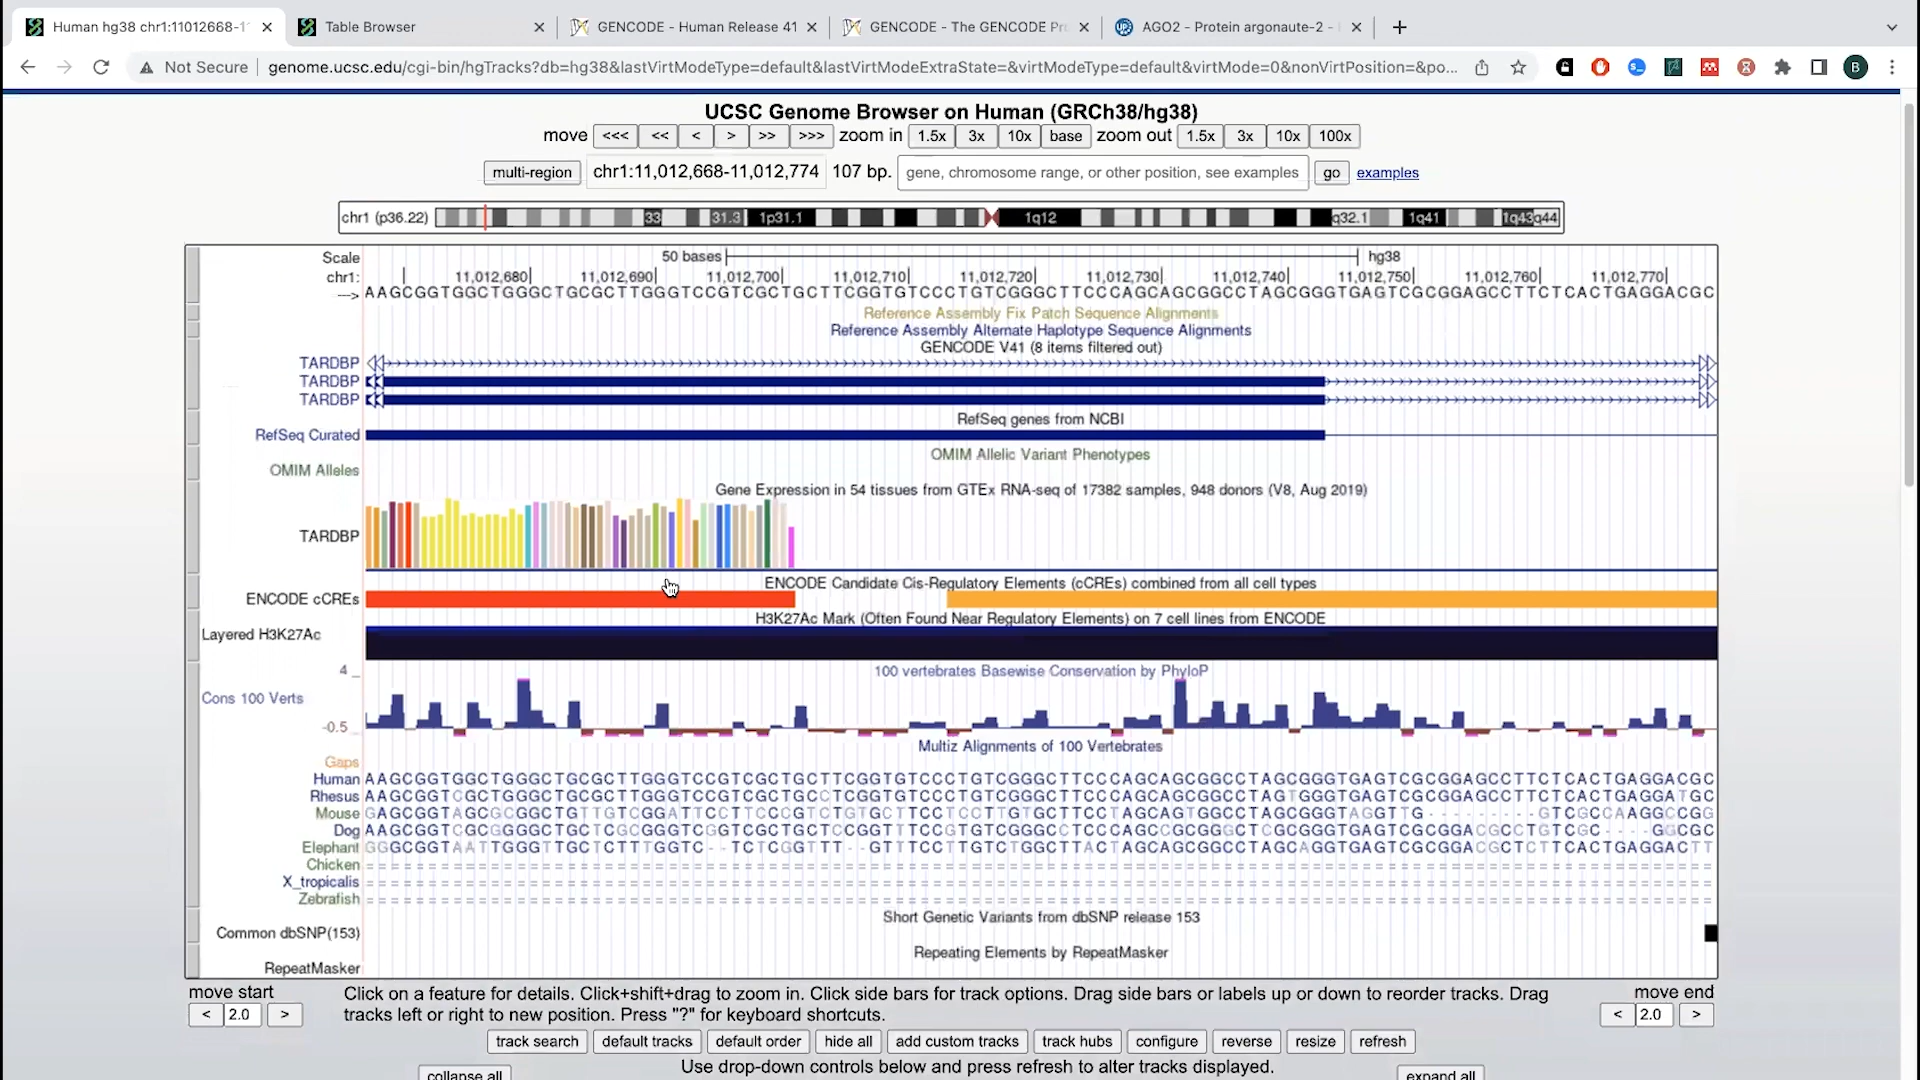 Human hg38 chr1:11012668-1
Table Browser
GENCODE - Human Release 41
GENCODE - The GENCODE Pr
AGO2 - Protein argonaute-2 -
Not Secure
genome.ucsc.edu/cgi-bin/hgTracks?db=hg38&lastVirtModeType=default&lastVirtModeExtraState=&virtModeType=default&virtMode=0&nonVirtPosition=&po...
B
UCSC Genome Browser on Human (GRCh38/hg38)
move <<< << < > >> >>> zoom in 1.5x 3x 10x base zoom out 1.5x 3x 10x 100x
multi-region chr1:11,012,668-11,012,774 107 bp. gene, chromosome range, or other position, see examples go examples
chr1 (p36.22) 33 31.3 1p31.1 1q12 q32.1 1q41 1q43q44
Scale 50 bases hg38
chr1: 11,012,680 11,012,690 11,012,700 11,012,710 11,012,720 11,012,730 11,012,740 11,012,750 11,012,760 11,012,770
---> AAGCGGTGGCTGGGCTGCGCTTGGGTCCGTCGCTGCTTCGGTGTCCCTGTCGGGCTTCCCAGCAGCGGCCTAGCGGGTGAGTCGCGGAGCCTTCTCACTGAGGACGC
Reference Assembly Fix Patch Sequence Alignments
Reference Assembly Alternate Haplotype Sequence Alignments
GENCODE V41 (8 items filtered out)
TARDBP
TARDBP
TARDBP
RefSeq genes from NCBI
RefSeq Curated
OMIM Allelic Variant Phenotypes
OMIM Alleles
Gene Expression in 54 tissues from GTEx RNA-seq of 17382 samples, 948 donors (V8, Aug 2019)
TARDBP
ENCODE Candidate Cis-Regulatory Elements (cCREs) combined from all cell types
ENCODE cCREs
H3K27Ac Mark (Often Found Near Regulatory Elements) on 7 cell lines from ENCODE
Layered H3K27Ac
4 _
100 vertebrates Basewise Conservation by PhyloP
Cons 100 Verts
-0.5 _
Multiz Alignments of 100 Vertebrates
Gaps
Human AAGCGGTGGCTGGGCTGCGCTTGGGTCCGTCGCTGCTTCGGTGTCCCTGTCGGGCTTCCCAGCAGCGGCCTAGCGGGTGAGTCGCGGAGCCTTCTCACTGAGGACGC
Rhesus AAGCGGTCGCTGGGCTGCGCTTGGGTCCGTCGCTGCCTCGGTGTCCCTGTCGGGCTTCCCAGCAGCGGCCTAGTGGGTGAGTCGCGGAGCCTTCTCACTGAGGATGC
Mouse
Dog
Elephant
Chicken
X_tropicalis
Zebrafish
Short Genetic Variants from dbSNP release 153
Common dbSNP(153)
Repeating Elements by RepeatMasker
RepeatMasker
move start
< 2.0 >
Click on a feature for details. Click+shift+drag to zoom in. Click side bars for track options. Drag side bars or labels up or down to reorder tracks. Drag
tracks left or right to new position. Press "?" for keyboard shortcuts.
move end
< 2.0 >
track search default tracks default order hide all add custom tracks track hubs configure reverse resize refresh
Use drop-down controls below and press refresh to alter tracks displayed.
collapse all
expand all